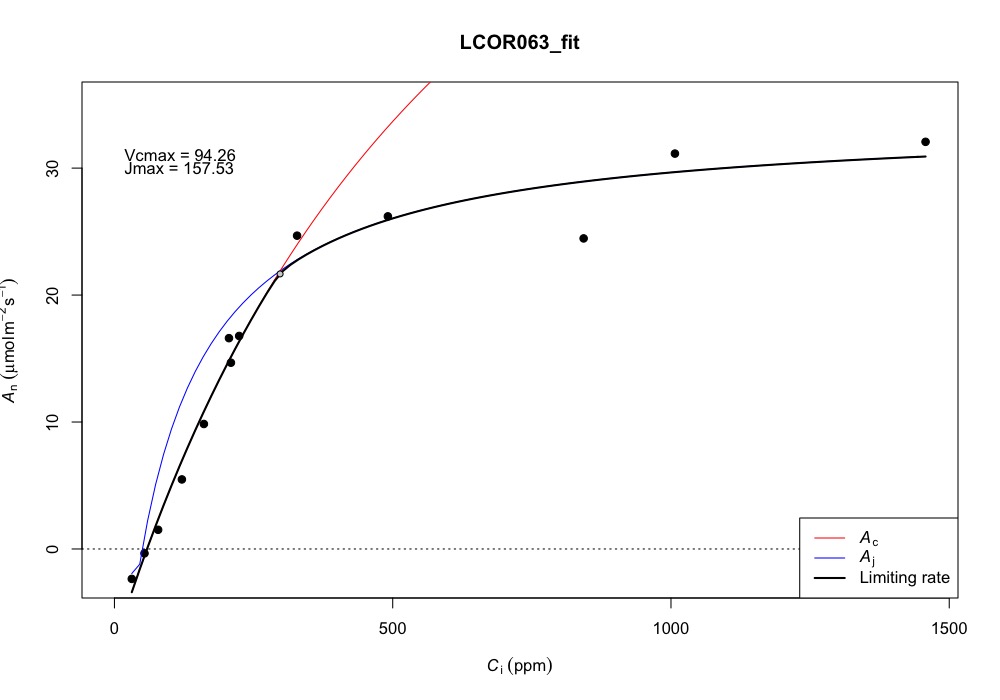 LCOR063_fit
Vcmax = 94.26
Jmax = 157.53
30
20
10
0
An (μmolm−2s−1)
0 500 1000 1500
Ci (ppm)
Ac
Aj
Limiting rate